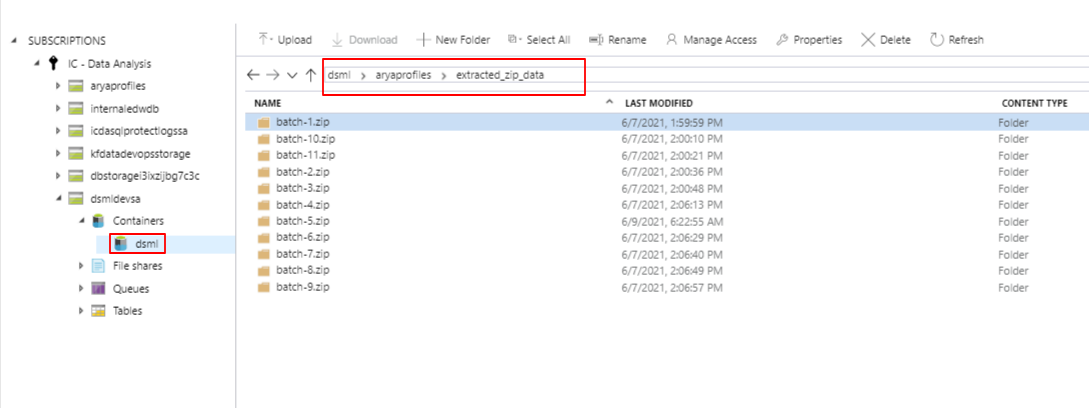 Upload Download New Folder Select All Rename Manage Access Properties Delete Refresh
SUBSCRIPTIONS
IC - Data Analysis
aryaprofiles
internaledwdb
icdasqlprotectlogssa
kfdatadevopsstorage
dbstoragei3ixzijbg7c3c
dsmldevsa
Containers
dsml
File shares
Queues
Tables
dsml > aryaprofiles > extracted_zip_data
NAME LAST MODIFIED CONTENT TYPE
batch-1.zip 6/7/2021, 1:59:59 PM Folder
batch-10.zip 6/7/2021, 2:00:10 PM Folder
batch-11.zip 6/7/2021, 2:00:21 PM Folder
batch-2.zip 6/7/2021, 2:00:36 PM Folder
batch-3.zip 6/7/2021, 2:00:48 PM Folder
batch-4.zip 6/7/2021, 2:06:13 PM Folder
batch-5.zip 6/9/2021, 6:22:55 AM Folder
batch-6.zip 6/7/2021, 2:06:29 PM Folder
batch-7.zip 6/7/2021, 2:06:40 PM Folder
batch-8.zip 6/7/2021, 2:06:49 PM Folder
batch-9.zip 6/7/2021, 2:06:57 PM Folder